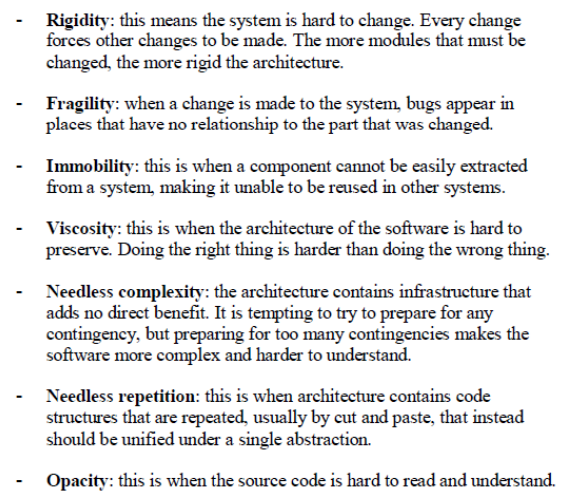 - Rigidity: this means the system is hard to change. Every change
forces other changes to be made. The more modules that must be
changed, the more rigid the architecture.
- Fragility: when a change is made to the system, bugs appear in
places that have no relationship to the part that was changed.
- Immobility: this is when a component cannot be easily extracted
from a system, making it unable to be reused in other systems.
- Viscosity: this is when the architecture of the software is hard to
preserve. Doing the right thing is harder than doing the wrong thing.
- Needless complexity: the architecture contains infrastructure that
adds no direct benefit. It is tempting to try to prepare for any
contingency, but preparing for too many contingencies makes the
software more complex and harder to understand.
- Needless repetition: this is when architecture contains code
structures that are repeated, usually by cut and paste, that instead
should be unified under a single abstraction.
- Opacity: this is when the source code is hard to read and understand.